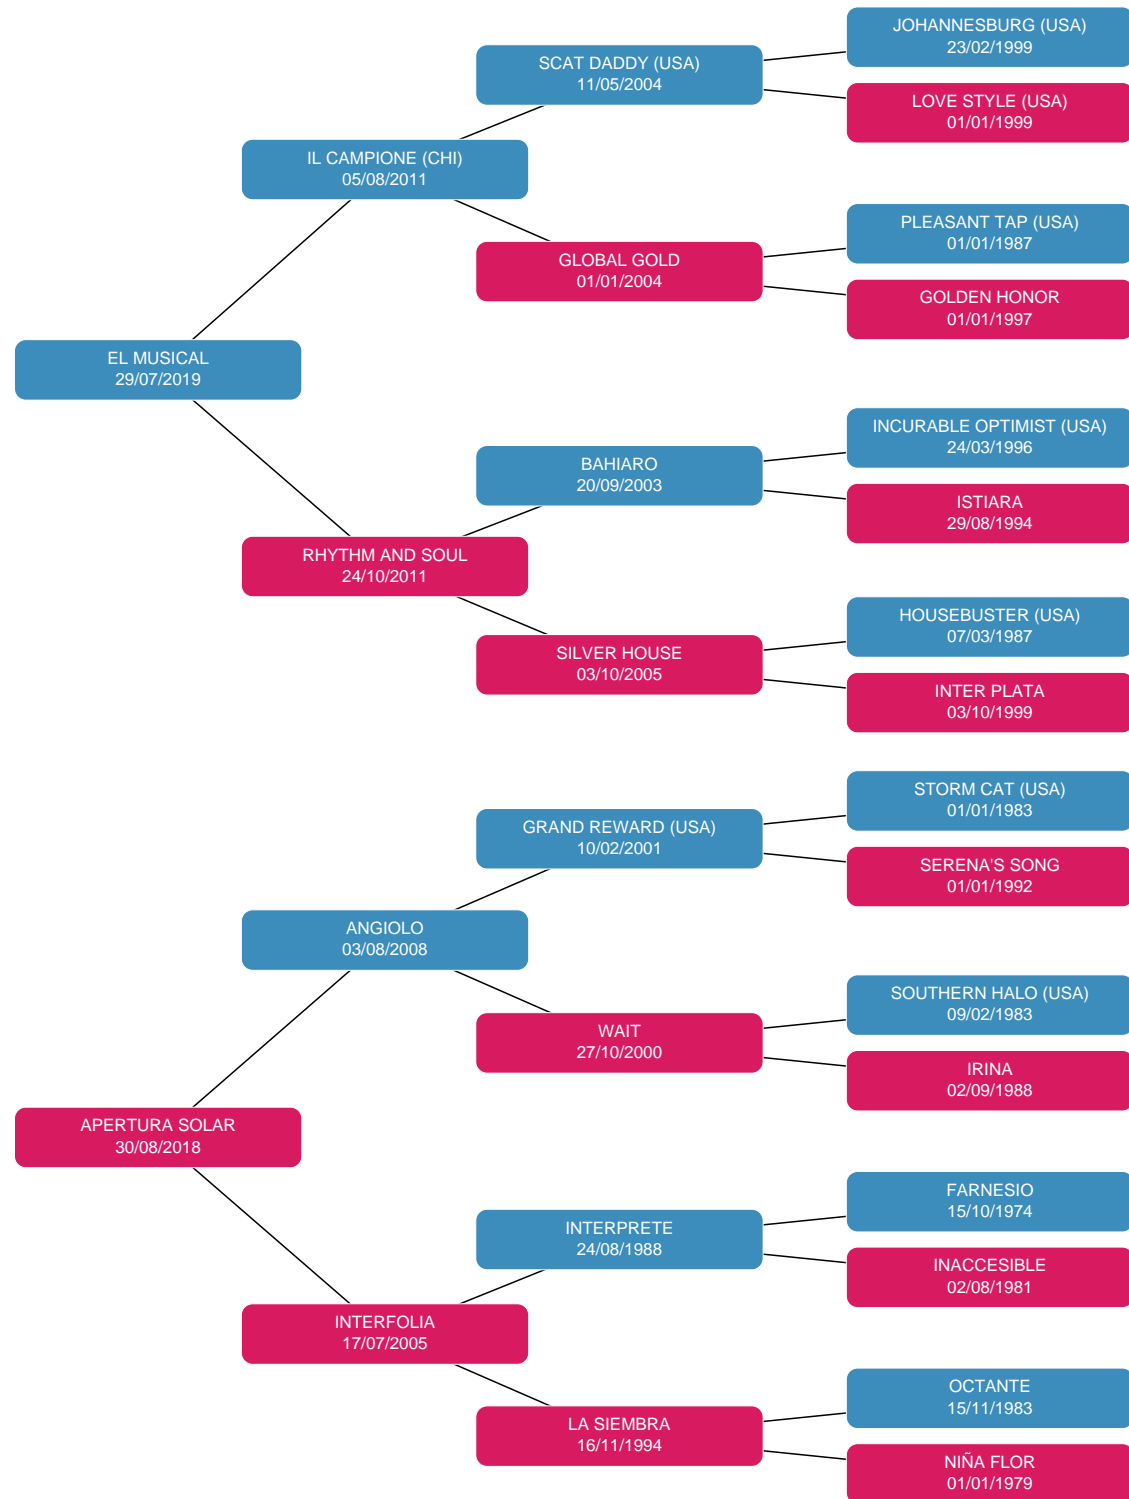 JOHANNESBURG (USA)
23/02/1999
SCAT DADDY (USA)
11/05/2004
LOVE STYLE (USA)
01/01/1999
IL CAMPIONE (CHI)
05/08/2011
PLEASANT TAP (USA)
01/01/1987
GLOBAL GOLD
01/01/2004
GOLDEN HONOR
01/01/1997
EL MUSICAL
29/07/2019
INCURABLE OPTIMIST (USA)
24/03/1996
BAHIARO
20/09/2003
ISTIARA
29/08/1994
RHYTHM AND SOUL
24/10/2011
HOUSEBUSTER (USA)
07/03/1987
SILVER HOUSE
03/10/2005
INTER PLATA
03/10/1999
STORM CAT (USA)
01/01/1983
GRAND REWARD (USA)
10/02/2001
SERENA'S SONG
01/01/1992
ANGIOLO
03/08/2008
SOUTHERN HALO (USA)
09/02/1983
WAIT
27/10/2000
IRINA
02/09/1988
APERTURA SOLAR
30/08/2018
FARNESIO
15/10/1974
INTERPRETE
24/08/1988
INACCESIBLE
02/08/1981
INTERFOLIA
17/07/2005
OCTANTE
15/11/1983
LA SIEMBRA
16/11/1994
NIÑA FLOR
01/01/1979